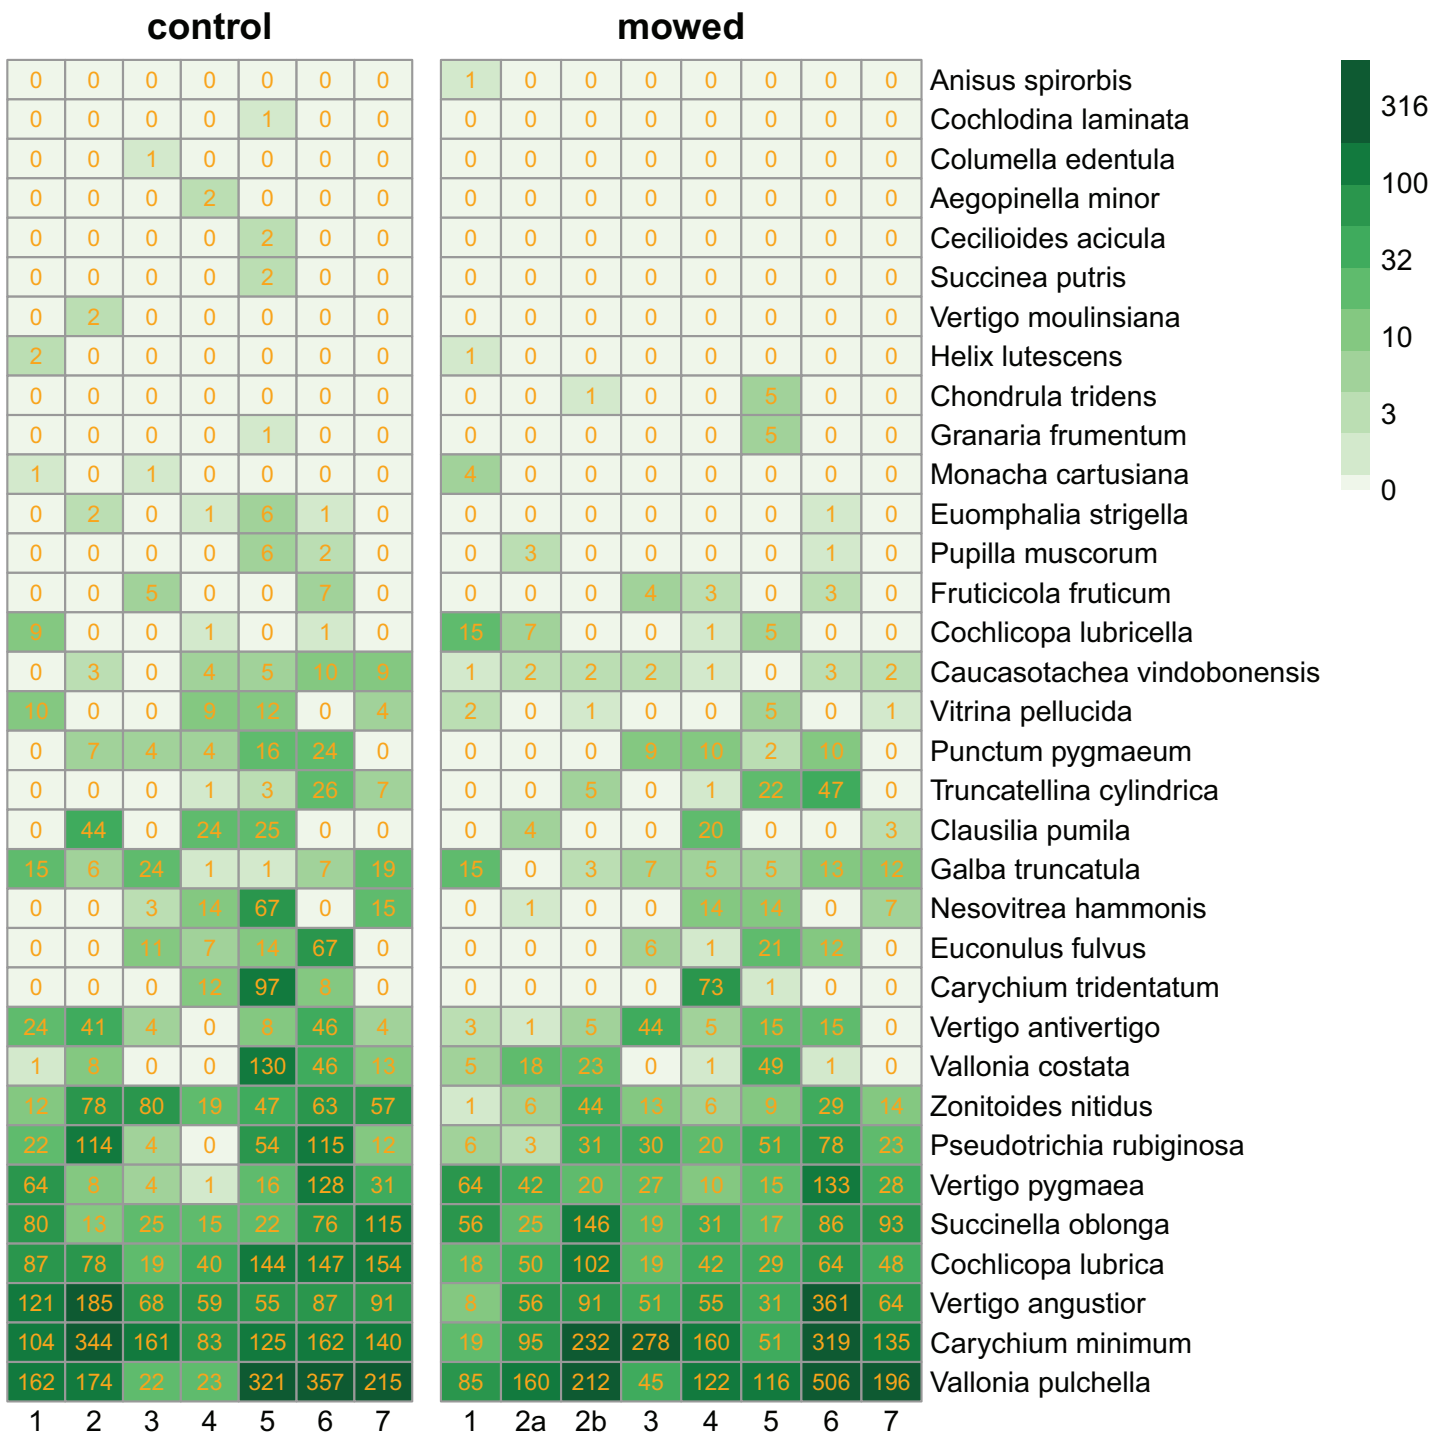 control mowed
0 0 0 0 0 0 0 1 0 0 0 0 0 0 0 Anisus spirorbis
0 0 0 0 1 0 0 0 0 0 0 0 0 0 0 Cochlodina laminata
0 0 1 0 0 0 0 0 0 0 0 0 0 0 0 Columella edentula
0 0 0 2 0 0 0 0 0 0 0 0 0 0 0 Aegopinella minor
0 0 0 0 2 0 0 0 0 0 0 0 0 0 0 Cecilioides acicula
0 0 0 0 2 0 0 0 0 0 0 0 0 0 0 Succinea putris
0 2 0 0 0 0 0 0 0 0 0 0 0 0 0 Vertigo moulinsiana
2 0 0 0 0 0 0 1 0 0 0 0 0 0 0 Helix lutescens
0 0 0 0 0 0 0 0 0 1 0 0 5 0 0 Chondrula tridens
0 0 0 0 1 0 0 0 0 0 0 0 5 0 0 Granaria frumentum
1 0 1 0 0 0 0 4 0 0 0 0 0 0 0 Monacha cartusiana
0 2 0 1 6 1 0 0 0 0 0 0 0 1 0 Euomphalia strigella
0 0 0 0 6 2 0 0 3 0 0 0 0 1 0 Pupilla muscorum
0 0 5 0 0 7 0 0 0 0 4 3 0 3 0 Fruticicola fruticum
9 0 0 1 0 1 0 15 7 0 0 1 5 0 0 Cochlicopa lubricella
0 3 0 4 5 10 9 1 2 2 2 1 0 3 2 Caucasotachea vindobonensis
10 0 0 9 12 0 4 2 0 1 0 0 5 0 1 Vitrina pellucida
0 7 4 4 16 24 0 0 0 0 9 10 2 10 0 Punctum pygmaeum
0 0 0 1 3 26 7 0 0 5 0 1 22 47 0 Truncatellina cylindrica
0 44 0 24 25 0 0 0 4 0 0 20 0 0 3 Clausilia pumila
15 6 24 1 1 7 19 15 0 3 7 5 5 13 12 Galba truncatula
0 0 3 14 67 0 15 0 1 0 0 14 14 0 7 Nesovitrea hammonis
0 0 11 7 14 67 0 0 0 0 6 1 21 12 0 Euconulus fulvus
0 0 0 12 97 8 0 0 0 0 0 73 1 0 0 Carychium tridentatum
24 41 4 0 8 46 4 3 1 5 44 5 15 15 0 Vertigo antivertigo
1 8 0 0 130 46 13 5 18 23 0 1 49 1 0 Vallonia costata
12 78 80 19 47 63 57 1 6 44 13 6 9 29 14 Zonitoides nitidus
22 114 4 0 54 115 12 6 3 31 30 20 51 78 23 Pseudotrichia rubiginosa
64 8 4 1 16 128 31 64 42 20 27 10 15 133 28 Vertigo pygmaea
80 13 25 15 22 76 115 56 25 146 19 31 17 86 93 Succinella oblonga
87 78 19 40 144 147 154 18 50 102 19 42 29 64 48 Cochlicopa lubrica
121 185 68 59 55 87 91 8 56 91 51 55 31 361 64 Vertigo angustior
104 344 161 83 125 162 140 19 95 232 278 160 51 319 135 Carychium minimum
162 174 22 23 321 357 215 85 160 212 45 122 116 506 196 Vallonia pulchella
1 2 3 4 5 6 7 1 2a 2b 3 4 5 6 7
316
100
32
10
3
0